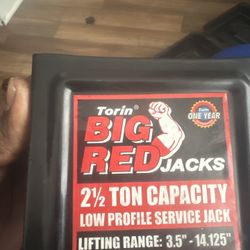 Torin®
BIG
RED
JACKS
Torin
ONE YEAR
2½ TON CAPACITY
LOW PROFILE SERVICE JACK
LIFTING RANGE: 3.5" - 14.125"